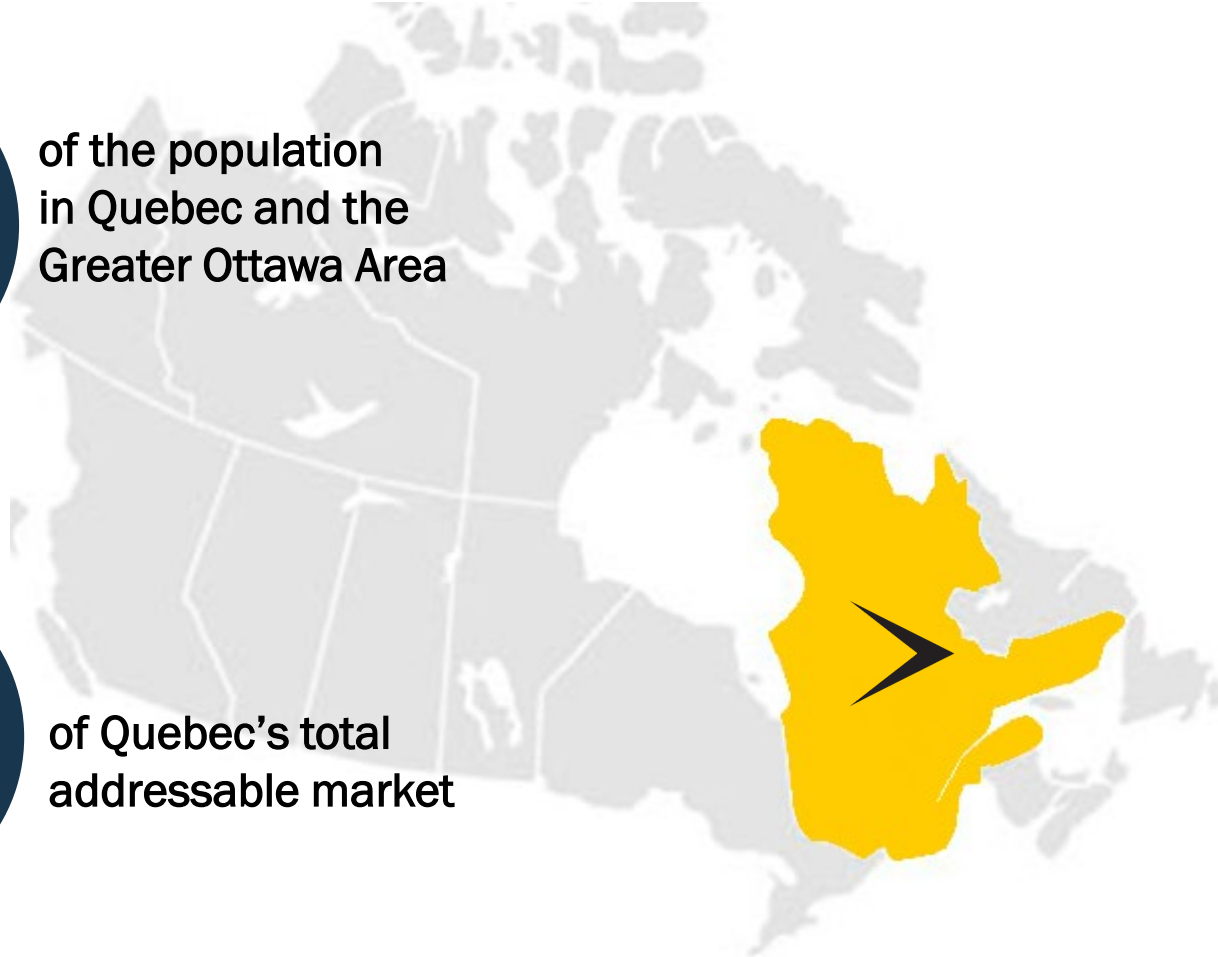 of the population
in Quebec and the
Greater Ottawa Area
of Quebec’s total
addressable market